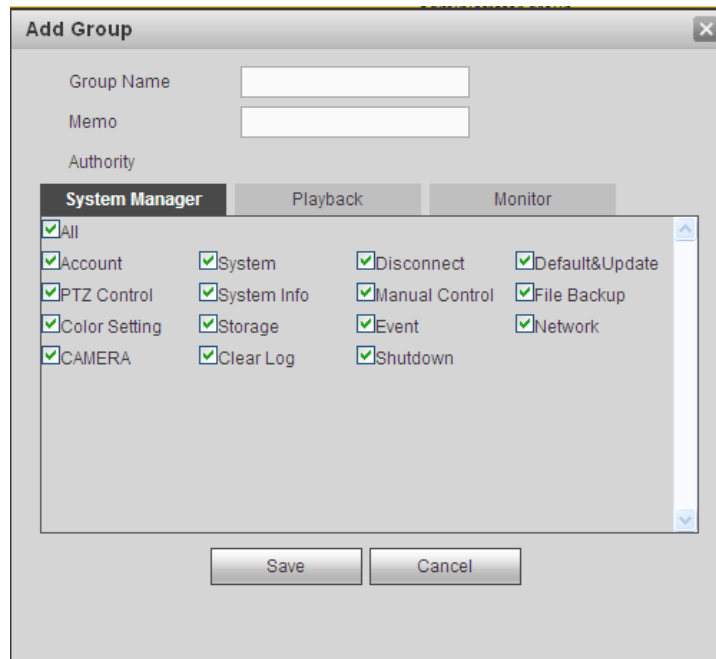 Add Group
Group Name
Memo
Authority
System Manager Playback Monitor
All
Account System Disconnect Default&Update
PTZ Control System Info Manual Control File Backup
Color Setting Storage Event Network
CAMERA Clear Log Shutdown
Save Cancel